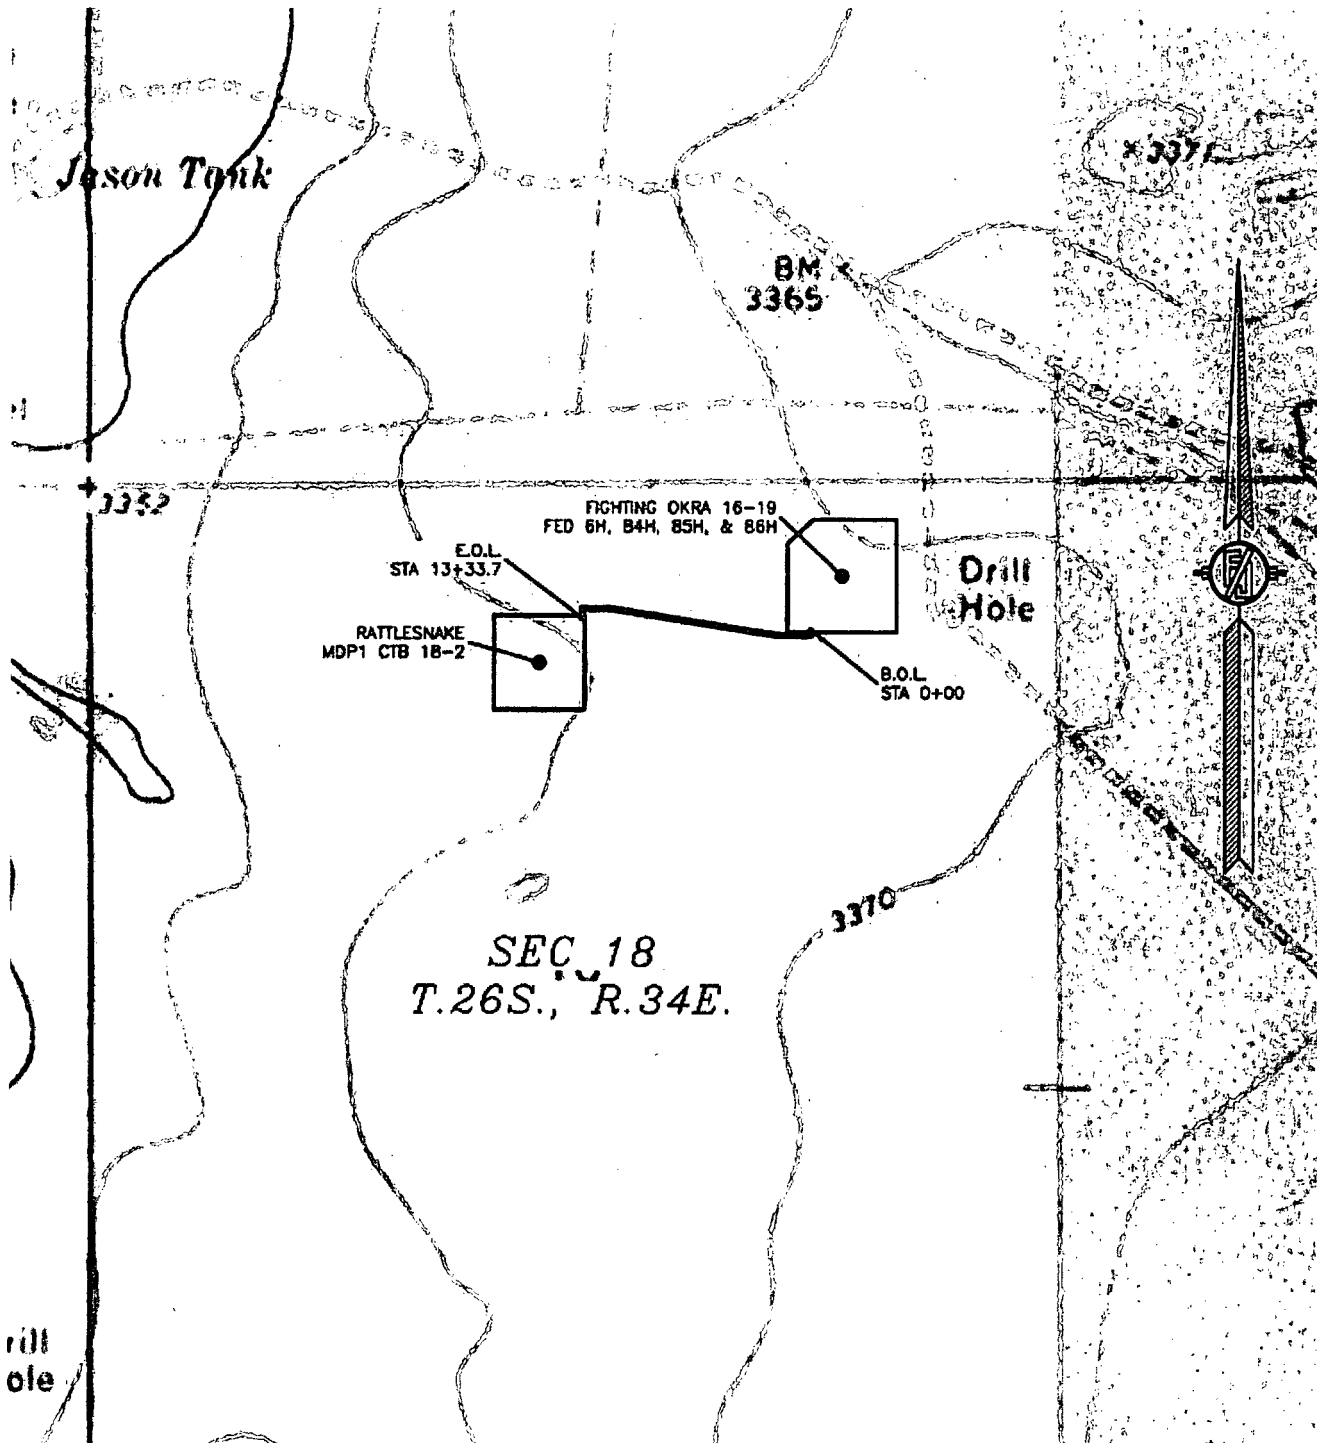 Jason Tank
× 3371
BM ×
3365
3352
FIGHTING OKRA 16-19
FED 6H, 84H, 85H, & 86H
E.O.L.
STA 13+33.7
Drill
Hole
RATTLESNAKE
MDP1 CTB 18-2
B.O.L.
STA 0+00
3370
SEC 18
T.26S., R.34E.
rill
ole